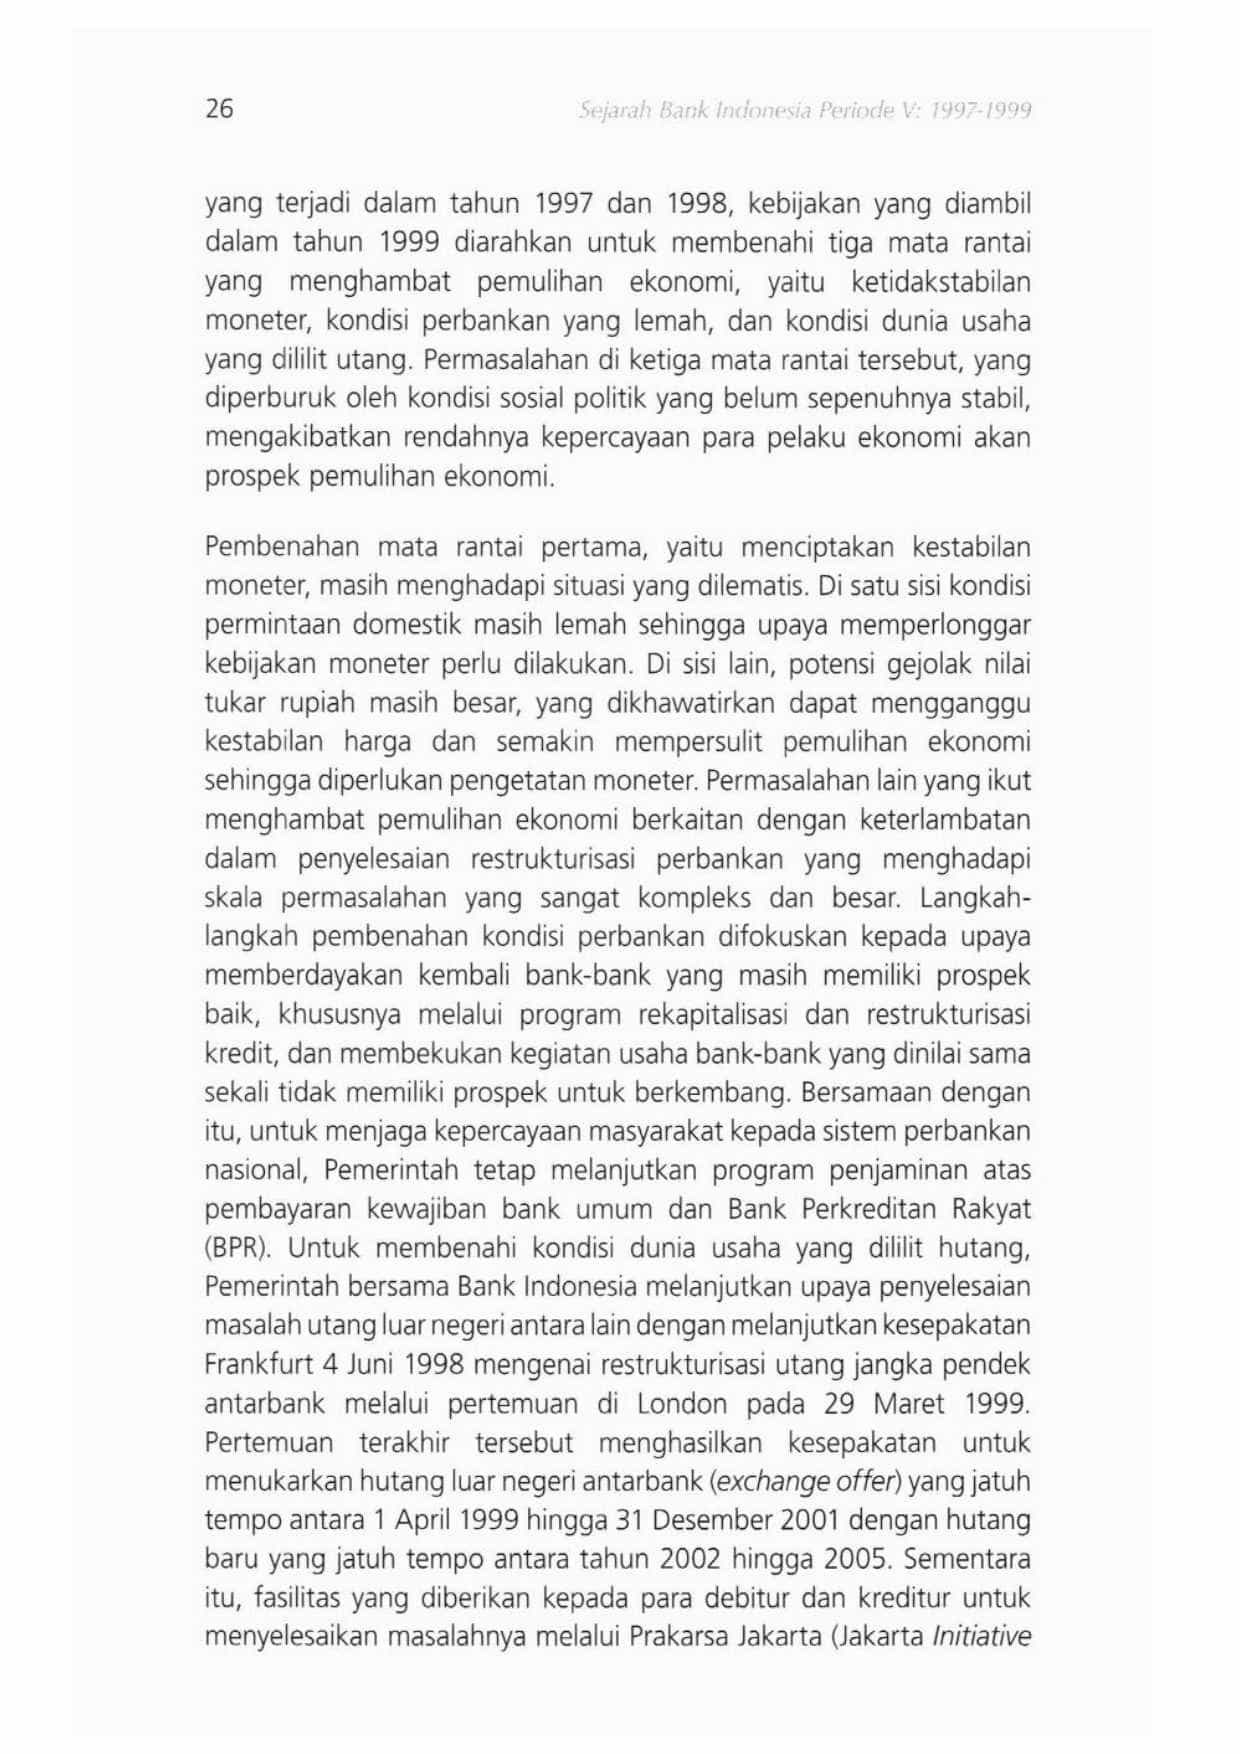 26
Sejarah Bank Indonesia Periode V: 1997-1999
yang terjadi dalam tahun 1997 dan 1998, kebijakan yang diambil
dalam tahun 1999 diarahkan untuk membenahi tiga mata rantai
yang menghambat pemulihan ekonomi, yaitu ketidakstabilan
moneter, kondisi perbankan yang lemah, dan kondisi dunia usaha
yang dililit utang. Permasalahan di ketiga mata rantai tersebut, yang
diperburuk oleh kondisi sosial politik yang belum sepenuhnya stabil,
mengakibatkan rendahnya kepercayaan para pelaku ekonomi akan
prospek pemulihan ekonomi.
Pembenahan mata rantai pertama, yaitu menciptakan kestabilan
moneter, masih menghadapi situasi yang dilematis. Di satu sisi kondisi
permintaan domestik masih lemah sehingga upaya memperlonggar
kebijakan moneter perlu dilakukan. Di sisi lain, potensi gejolak nilai
tukar rupiah masih besar, yang dikhawatirkan dapat mengganggu
kestabilan harga dan semakin mempersulit pemulihan ekonomi
sehingga diperlukan pengetatan moneter. Permasalahan lain yang ikut
menghambat pemulihan ekonomi berkaitan dengan keterlambatan
dalam penyelesaian restrukturisasi perbankan yang menghadapi
skala permasalahan yang sangat kompleks dan besar. Langkah-
langkah pembenahan kondisi perbankan difokuskan kepada upaya
memberdayakan kembali bank-bank yang masih memiliki prospek
baik, khususnya melalui program rekapitalisasi dan restrukturisasi
kredit, dan membekukan kegiatan usaha bank-bank yang dinilai sama
sekali tidak memiliki prospek untuk berkembang. Bersamaan dengan
itu, untuk menjaga kepercayaan masyarakat kepada sistem perbankan
nasional, Pemerintah tetap melanjutkan program penjaminan atas
pembayaran kewajiban bank umum dan Bank Perkreditan Rakyat
(BPR). Untuk membenahi kondisi dunia usaha yang dililit hutang,
Pemerintah bersama Bank Indonesia melanjutkan upaya penyelesaian
masalah utang luar negeri antara lain dengan melanjutkan kesepakatan
Frankfurt 4 Juni 1998 mengenai restrukturisasi utang jangka pendek
antarbank melalui pertemuan di London pada 29 Maret 1999.
Pertemuan terakhir tersebut menghasilkan kesepakatan untuk
menukarkan hutang luar negeri antarbank (exchange offer) yang jatuh
tempo antara 1 April 1999 hingga 31 Desember 2001 dengan hutang
baru yang jatuh tempo antara tahun 2002 hingga 2005. Sementara
itu, fasilitas yang diberikan kepada para debitur dan kreditur untuk
menyelesaikan masalahnya melalui Prakarsa Jakarta (Jakarta Initiative